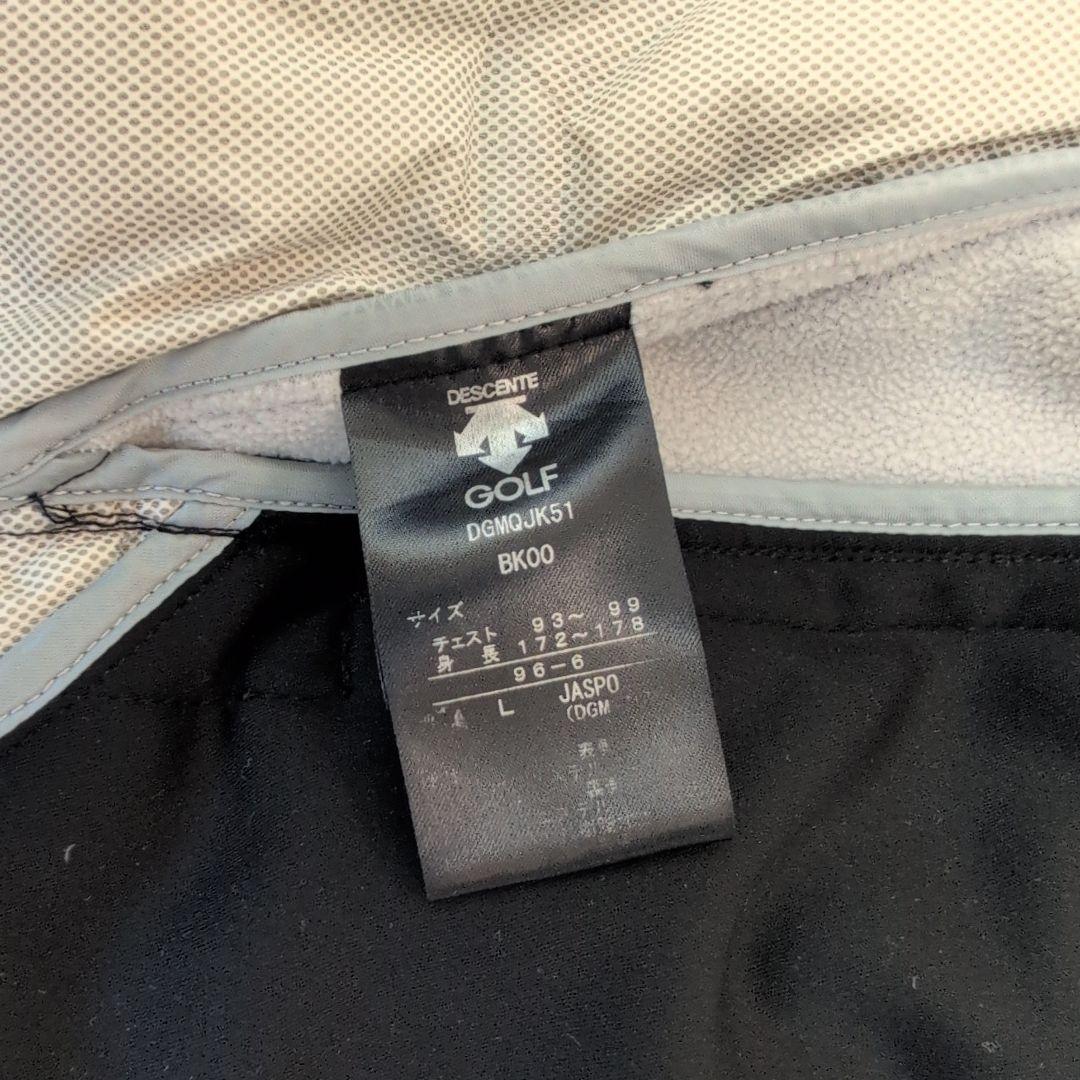 DESCENTE
GOLF
DGMQJK51
BK00
サイズ
チェスト 93〜 99
身 長 172〜178
96-6
L JASPO
(DGM